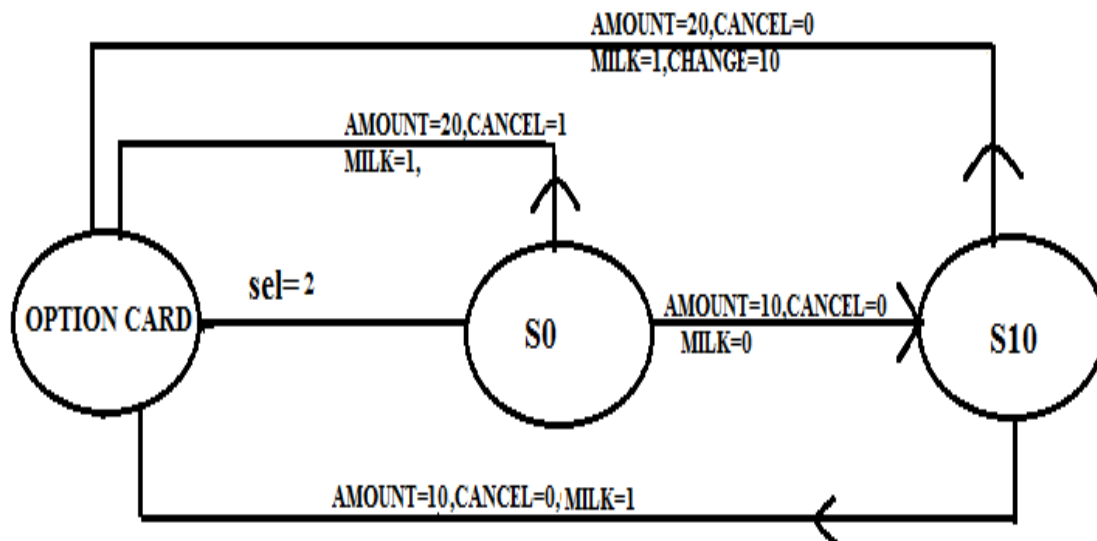 AMOUNT=20,CANCEL=0
MILK=1,CHANGE=10
AMOUNT=20,CANCEL=1
MILK=1,
OPTION CARD
sel= 2
S0
AMOUNT=10,CANCEL=0
MILK=0
S10
AMOUNT=10,CANCEL=0,MILK=1